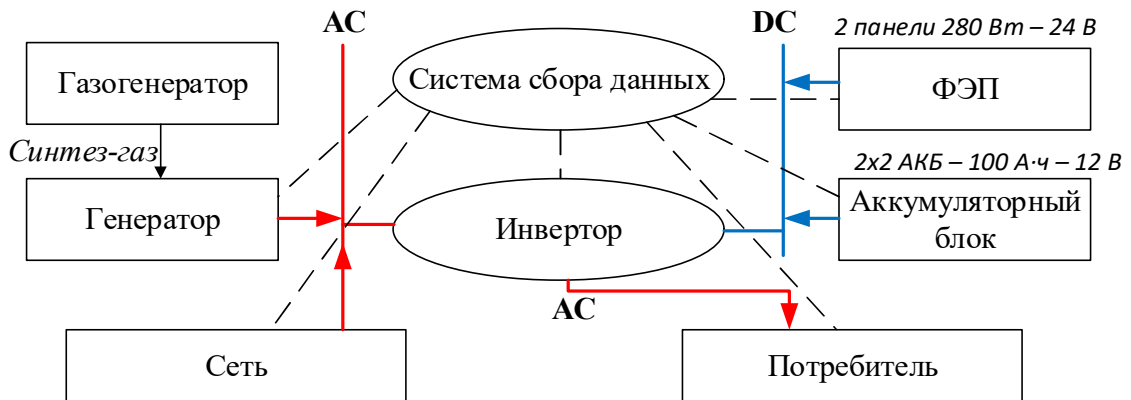 AC
DC
2 панели 280 Вт – 24 В
Газогенератор
Система сбора данных
ФЭП
Синтез-газ
2x2 АКБ – 100 А·ч – 12 В
Генератор
Инвертор
Аккумуляторный
блок
AC
Сеть
Потребитель